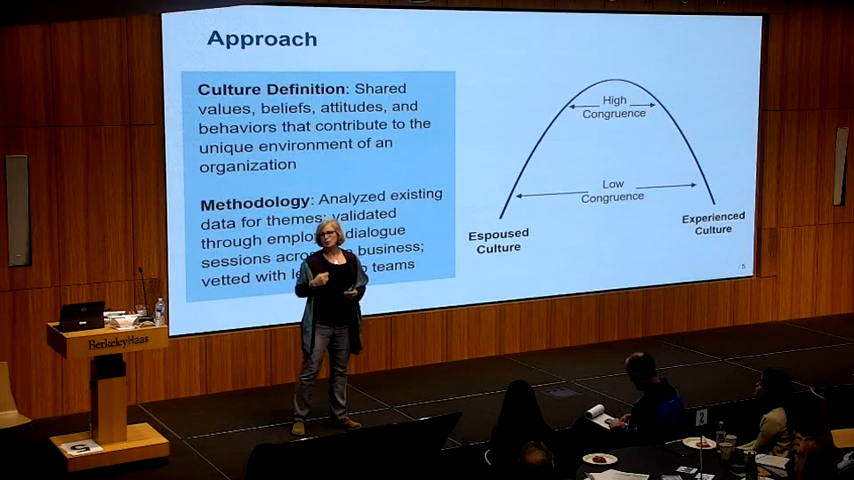 Approach
Culture Definition: Shared
values, beliefs, attitudes, and
behaviors that contribute to the
unique environment of an
organization
Methodology: Analyzed existing
data for themes; validated
through dialogue
sessions business;
vetted with teams
High
Congruence
Low
Congruence
Espoused
Culture
Experienced
Culture
5
BerkeleyHaas
2